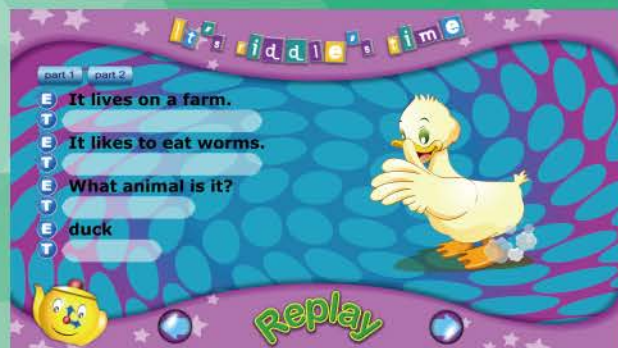 It's riddle's time
part 1 part 2
E It lives on a farm.
T
E It likes to eat worms.
T
E What animal is it?
T
E duck
T
Replay